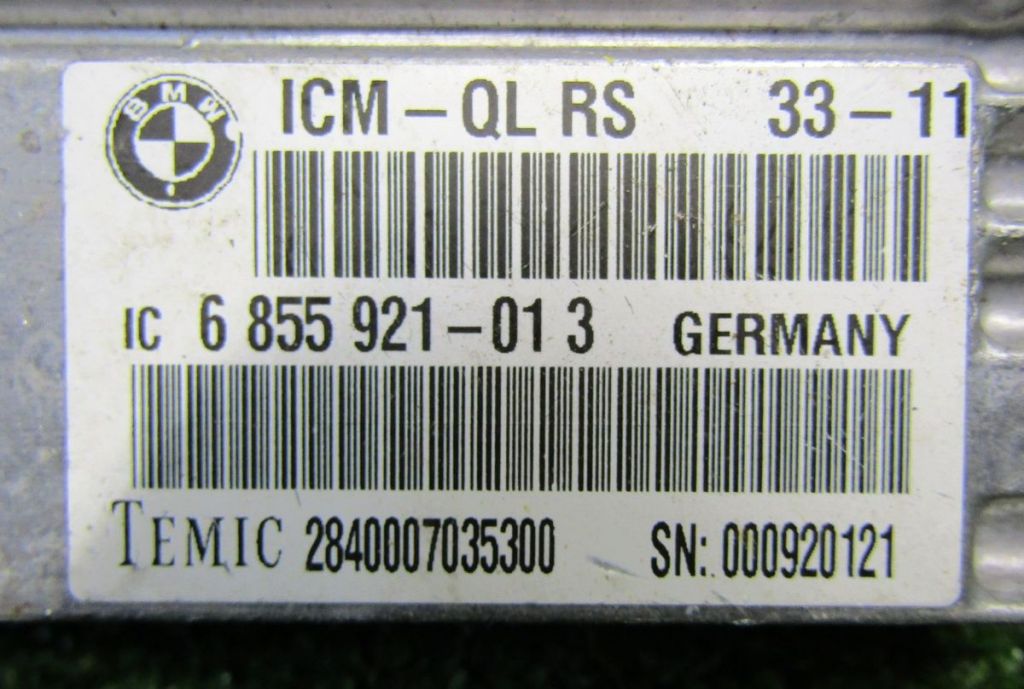 BMW
ICM – QL RS 33 – 11
IC 6 855 921 – 01 3 GERMANY
TEMIC 2840007035300 SN: 000920121